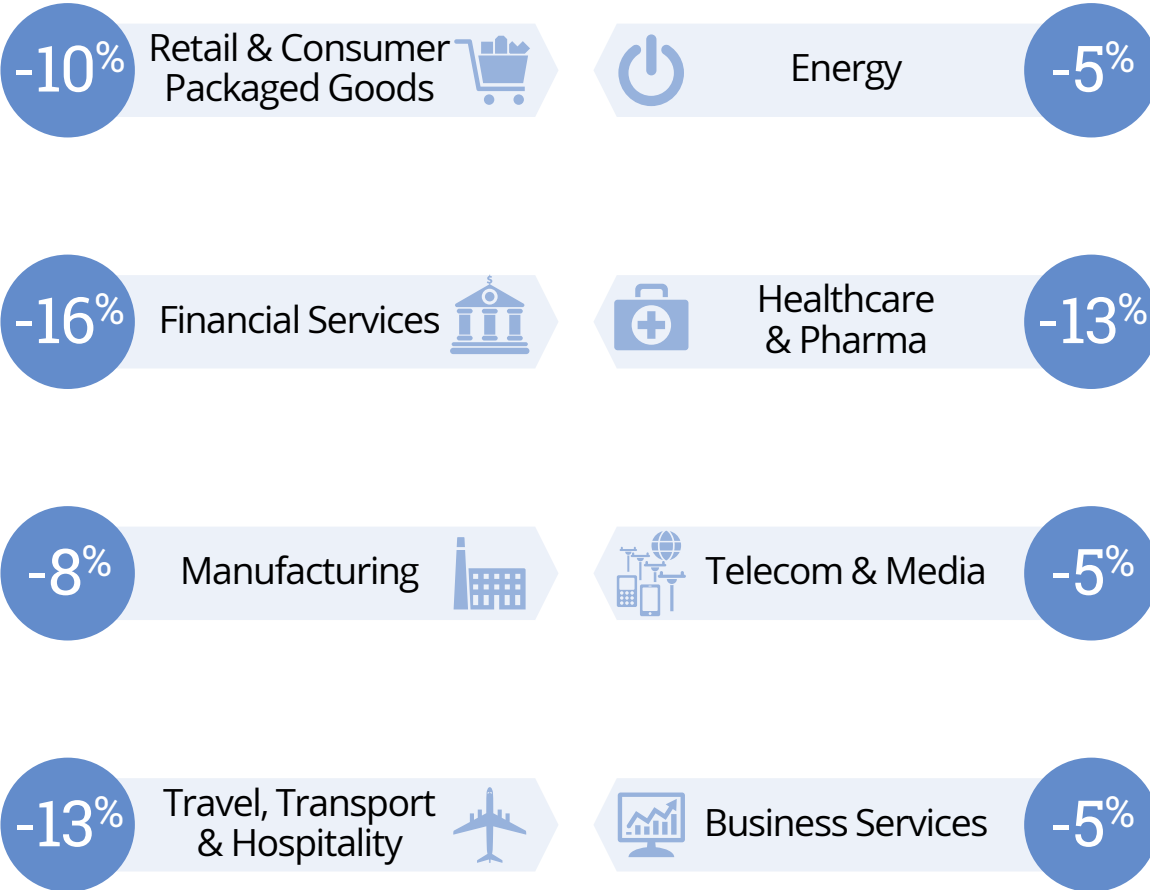 -10%
Retail & Consumer
Packaged Goods
Energy
-5%
-16%
Financial Services
$
Healthcare
& Pharma
-13%
-8%
Manufacturing
Telecom & Media
-5%
-13%
Travel, Transport
& Hospitality
Business Services
-5%